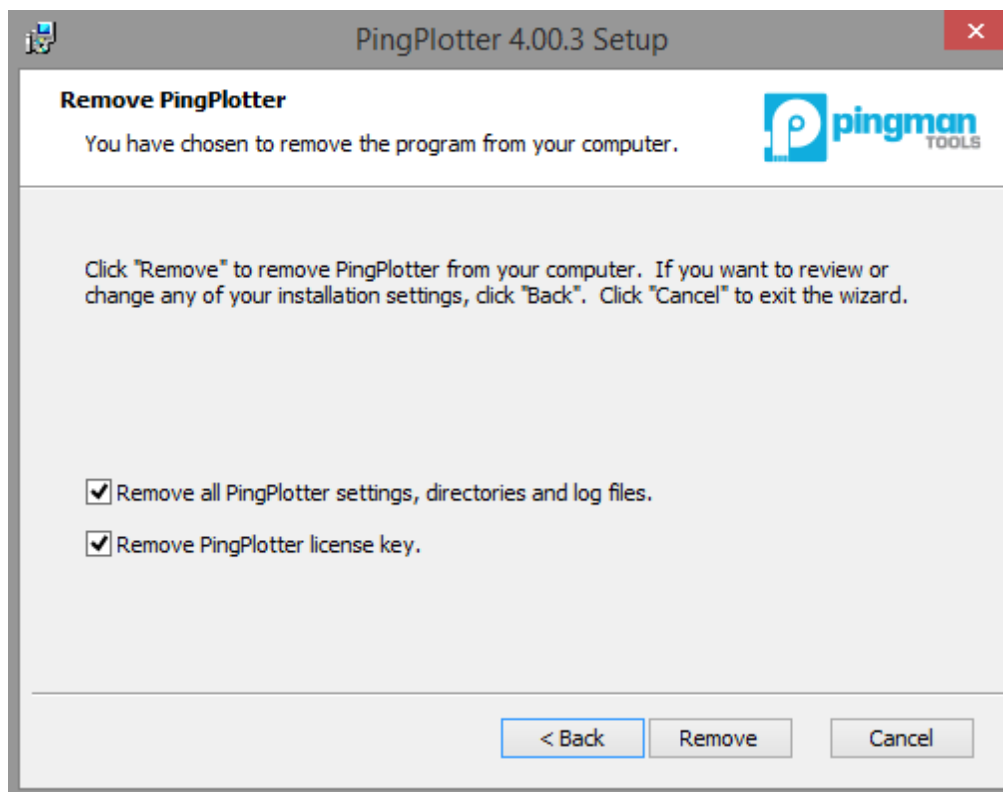 PingPlotter 4.00.3 Setup
Remove PingPlotter
You have chosen to remove the program from your computer.
pingman
TOOLS
Click "Remove" to remove PingPlotter from your computer.  If you want to review or
change any of your installation settings, click "Back".  Click "Cancel" to exit the wizard.
Remove all PingPlotter settings, directories and log files.
Remove PingPlotter license key.
< Back
Remove
Cancel